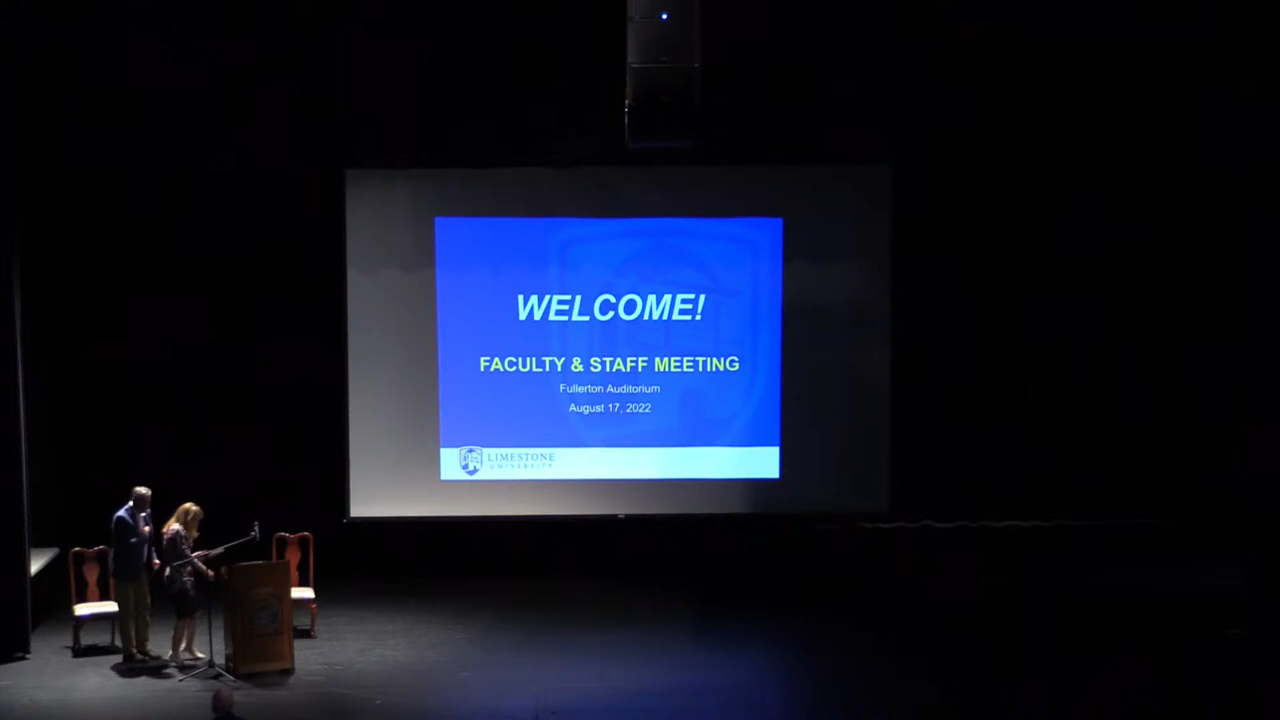 WELCOME!
FACULTY & STAFF MEETING
Fullerton Auditorium
August 17, 2022
LIMESTONE
UNIVERSITY